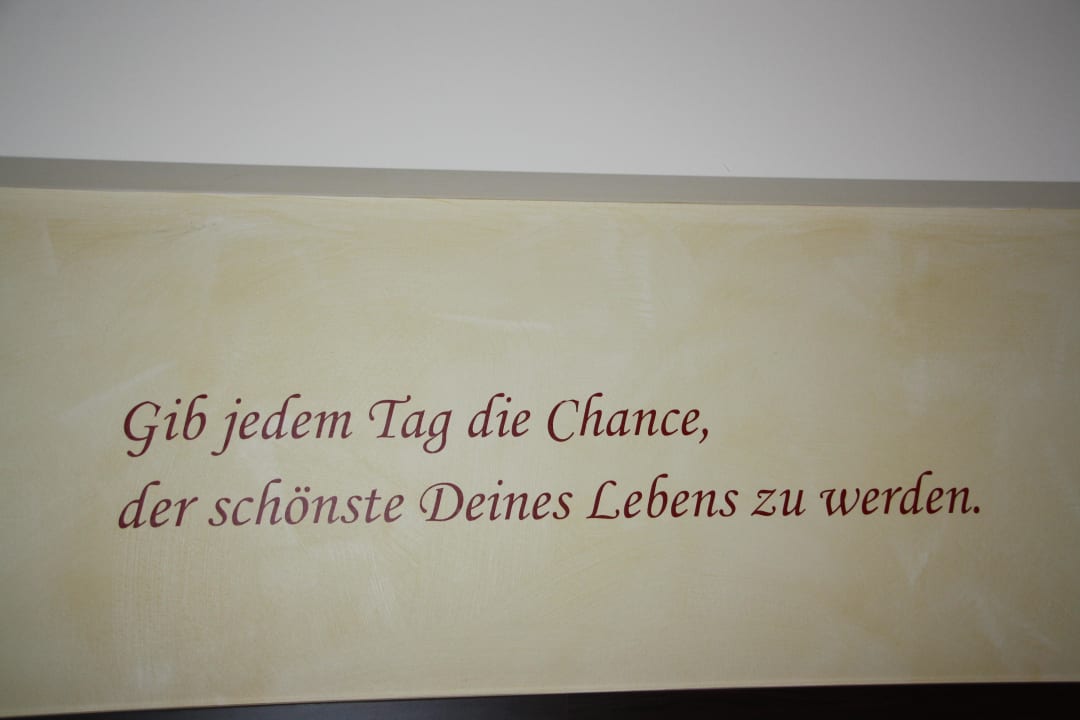 Gib jedem Tag die Chance,
der schönste Deines Lebens zu werden.